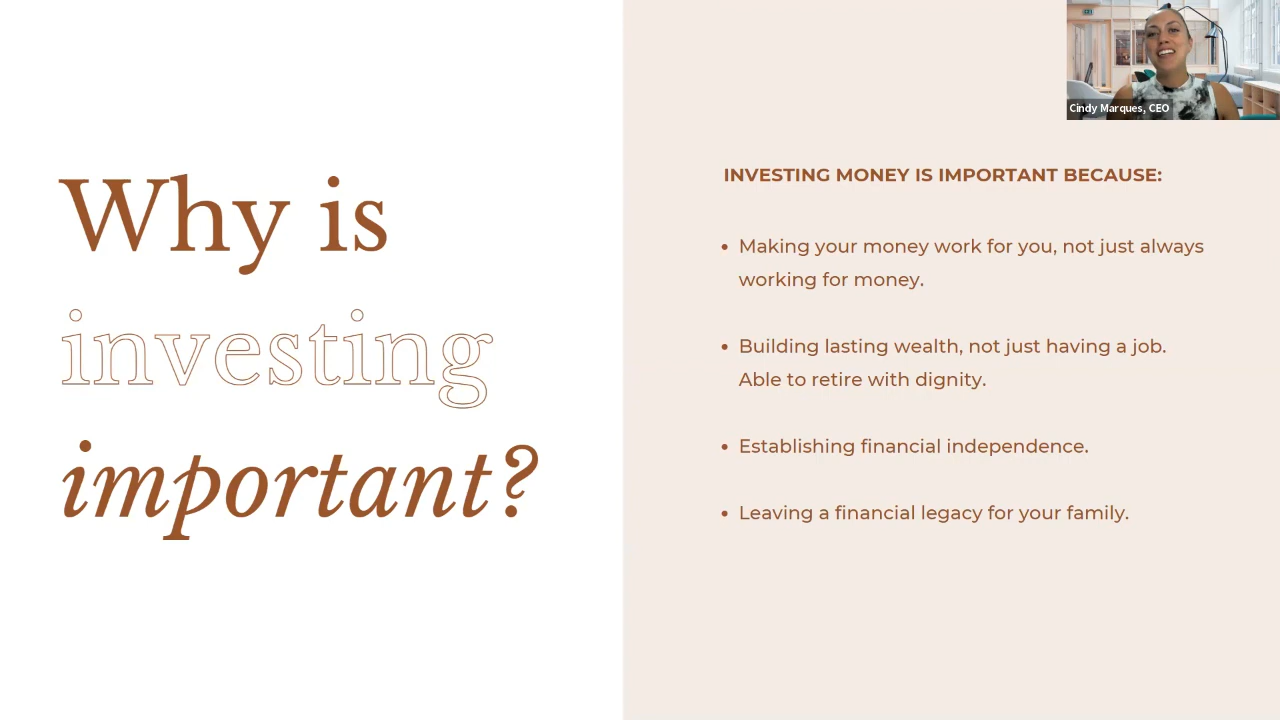 Why is
investing
important?
Cindy Marques, CEO
INVESTING MONEY IS IMPORTANT BECAUSE:
• Making your money work for you, not just always
working for money.
• Building lasting wealth, not just having a job.
Able to retire with dignity.
• Establishing financial independence.
• Leaving a financial legacy for your family.